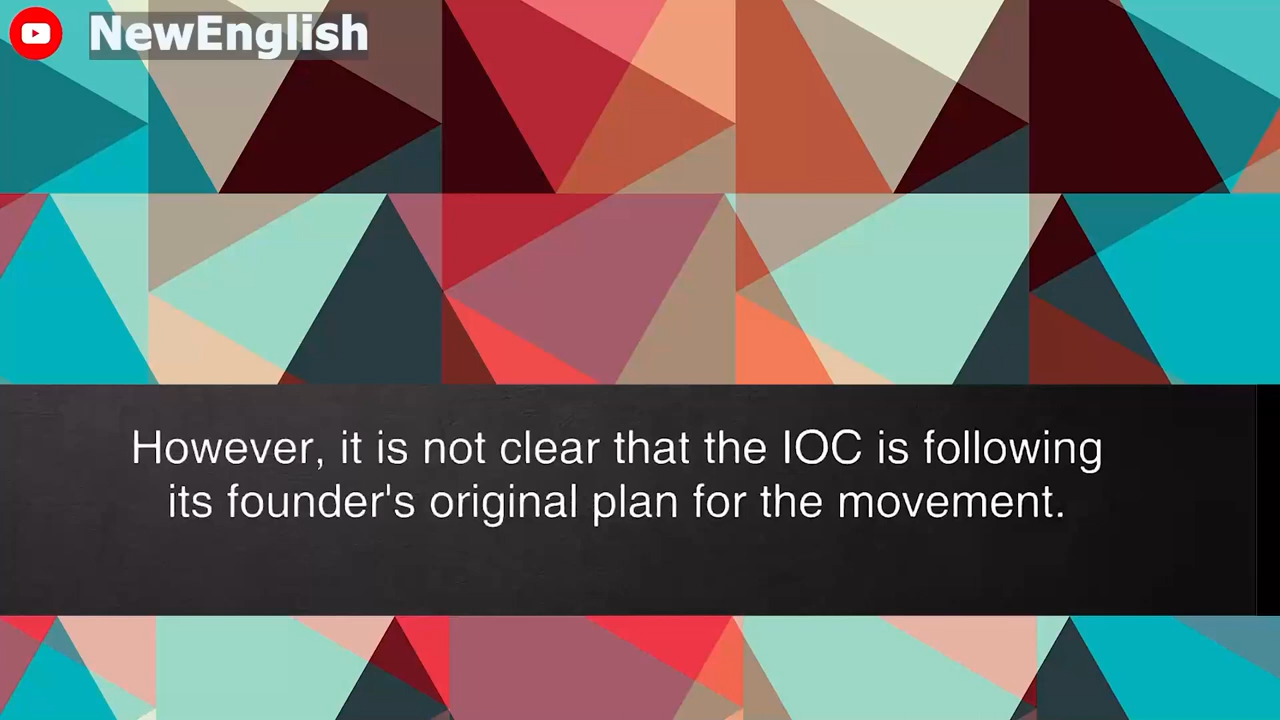 NewEnglish
However, it is not clear that the IOC is following
its founder's original plan for the movement.